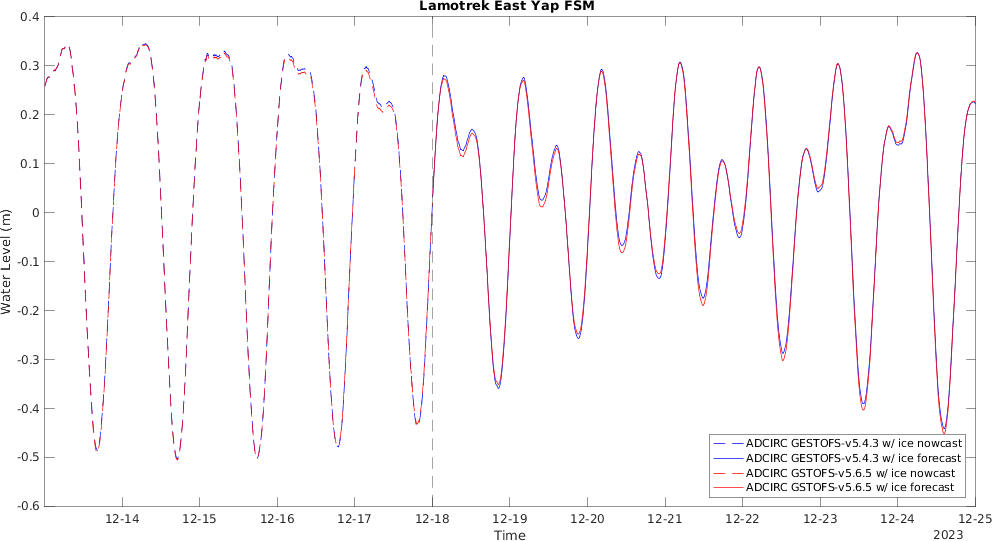 Lamotrek East Yap FSM
0.4
0.3
0.2
0.1
0
-0.1
-0.2
-0.3
-0.4
-0.5
-0.6
Water Level (m)
ADCIRC GESTOFS-v5.4.3 w/ ice nowcast
ADCIRC GESTOFS-v5.4.3 w/ ice forecast
ADCIRC GSTOFS-v5.6.5 w/ ice nowcast
ADCIRC GSTOFS-v5.6.5 w/ ice forecast
12-14 12-15 12-16 12-17 12-18 12-19 12-20 12-21 12-22 12-23 12-24 12-25
Time
2023